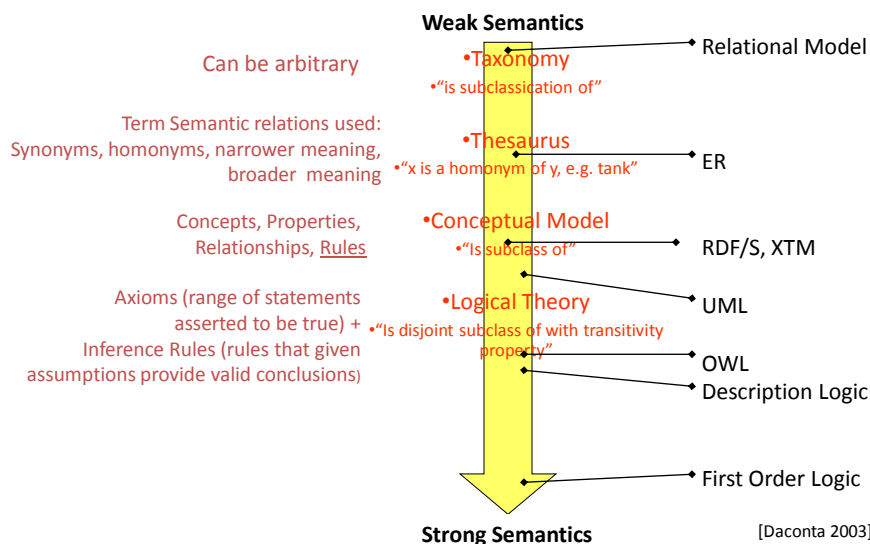 Weak Semantics
Relational Model
Can be arbitrary
•Taxonomy
•"is subclassication of"
Term Semantic relations used:
Synonyms, homonyms, narrower meaning,
broader meaning
•Thesaurus
•"x is a homonym of y, e.g. tank"
ER
Concepts, Properties,
Relationships, Rules
•Conceptual Model
•"Is subclass of"
RDF/S, XTM
Axioms (range of statements
asserted to be true) +
Inference Rules (rules that given
assumptions provide valid conclusions)
•Logical Theory
•"Is disjoint subclass of with transitivity
property"
UML
OWL
Description Logic
First Order Logic
Strong Semantics
[Daconta 2003]